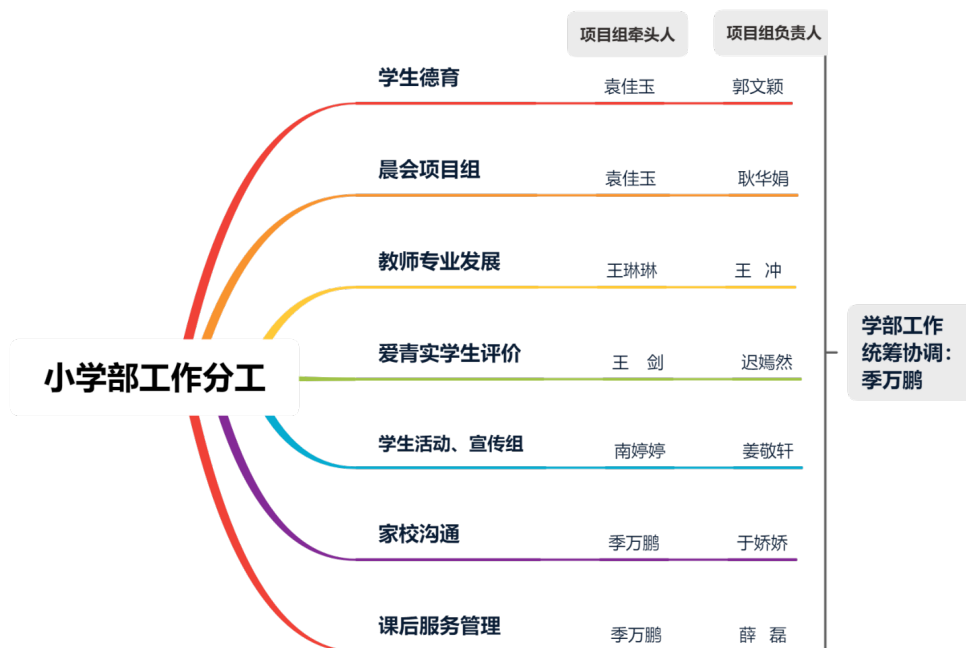 项目组牵头人 项目组负责人
学生德育 袁佳玉 郭文颖
晨会项目组 袁佳玉 耿华娟
教师专业发展 王琳琳 王 冲
爱青实学生评价 王 剑 迟嫣然
学生活动、宣传组 南婷婷 姜敬轩
家校沟通 季万鹏 于娇娇
课后服务管理 季万鹏 薛 磊
小学部工作分工
学部工作
统筹协调：
季万鹏